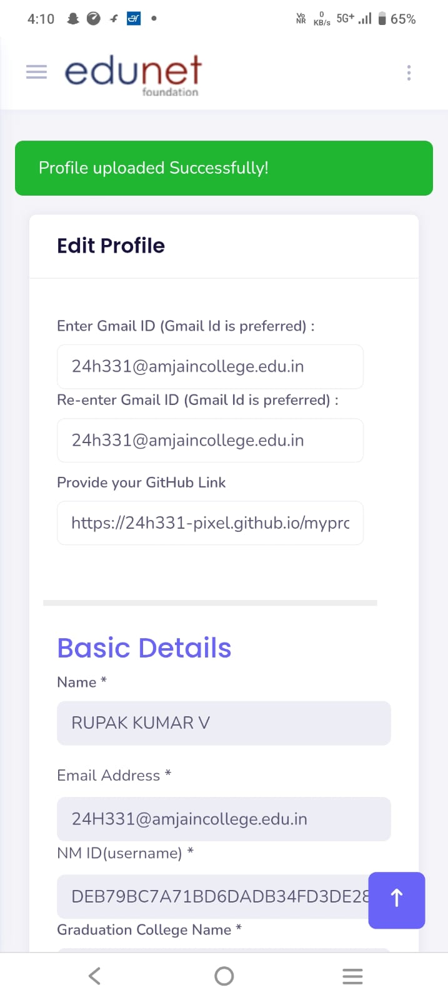 4:10
Vo
NR
0
KB/s
5G+
65%
edunet
foundation
Profile uploaded Successfully!
Edit Profile
Enter Gmail ID (Gmail Id is preferred) :
24h331@amjaincollege.edu.in
Re-enter Gmail ID (Gmail Id is preferred) :
24h331@amjaincollege.edu.in
Provide your GitHub Link
https://24h331-pixel.github.io/mypro
Basic Details
Name *
RUPAK KUMAR V
Email Address *
24H331@amjaincollege.edu.in
NM ID(username) *
DEB79BC7A71BD6DADB34FD3DE28
Graduation College Name *